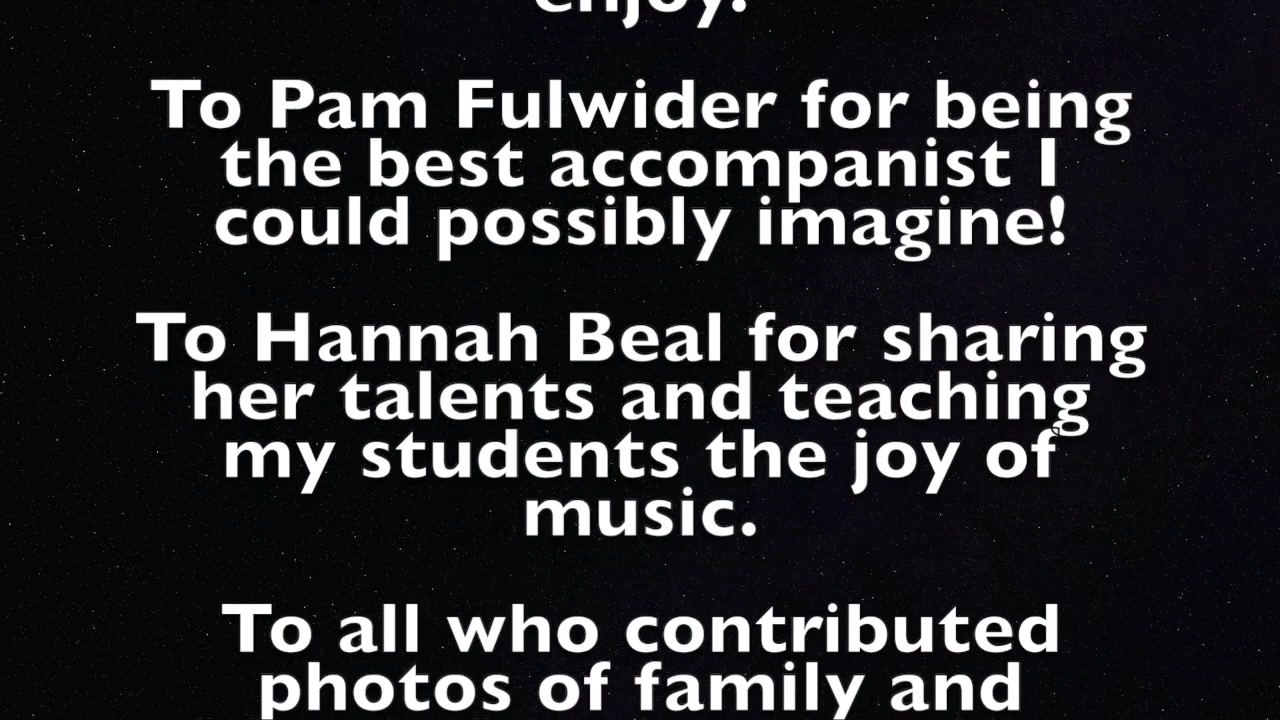 enjoy.
To Pam Fulwider for being
the best accompanist I
could possibly imagine!
To Hannah Beal for sharing
her talents and teaching
my students the joy of
music.
To all who contributed
photos of family and